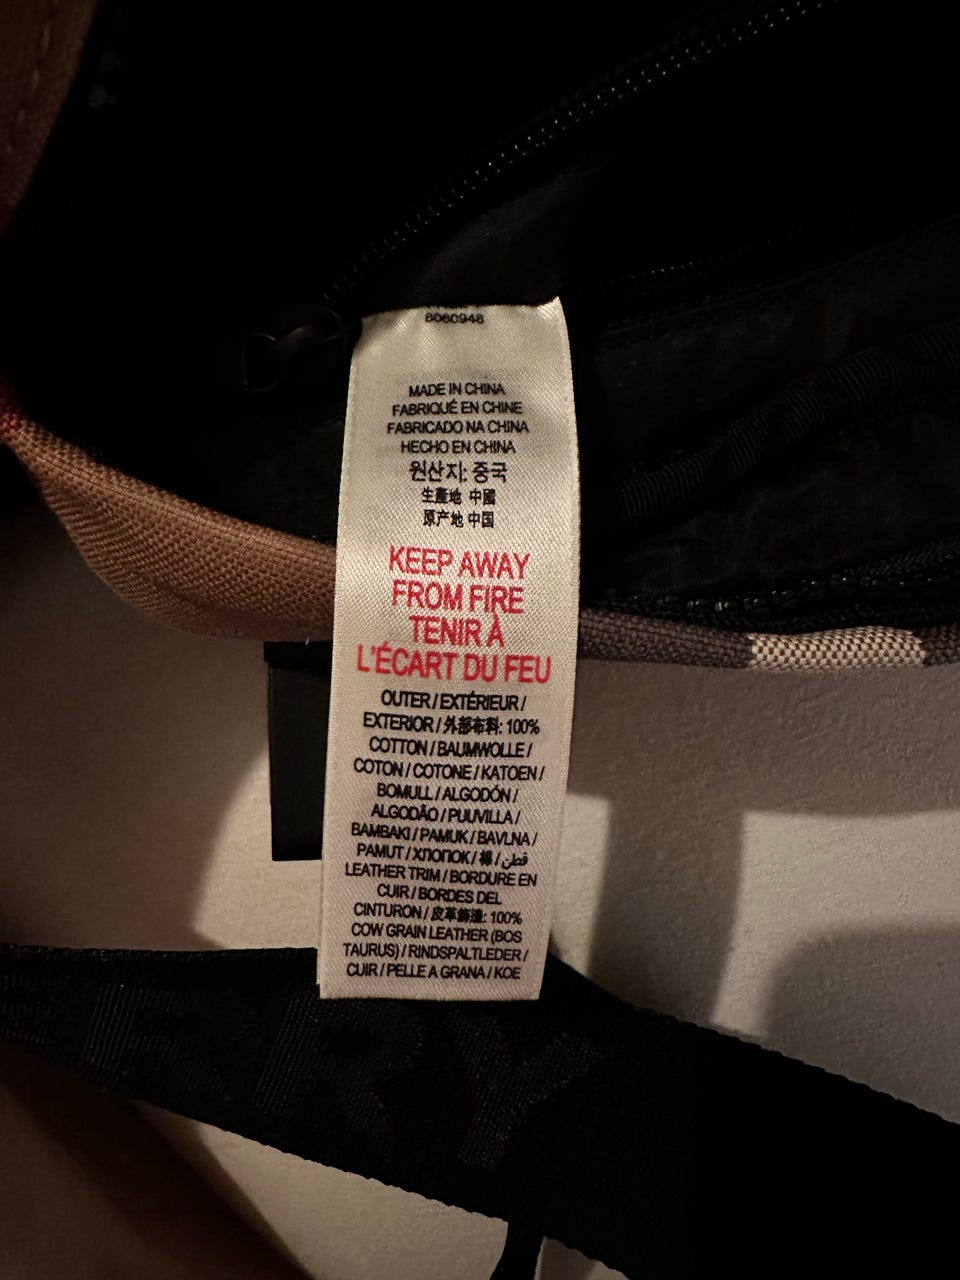 8060948
MADE IN CHINA
FABRIQUÉ EN CHINE
FABRICADO NA CHINA
HECHO EN CHINA
원산지: 중국
生產地 中國
原产地 中国
KEEP AWAY
FROM FIRE
TENIR À
L'ÉCART DU FEU
OUTER / EXTÉRIEUR /
EXTERIOR / 外部布料: 100%
COTTON / BAUMWOLLE /
COTON / COTONE / KATOEN /
BOMULL / ALGODÓN /
ALGODÃO / PUUVILLA /
BAMBAKI / PAMUK / BAVLNA /
PAMUT / ХЛОПОК / 棉 / قطن /
LEATHER TRIM / BORDURE EN
CUIR / BORDES DEL
CINTURON / 皮革飾邊: 100%
COW GRAIN LEATHER (BOS
TAURUS) / RINDSPALTLEDER /
CUIR / PELLE A GRANA / KOE
RRY